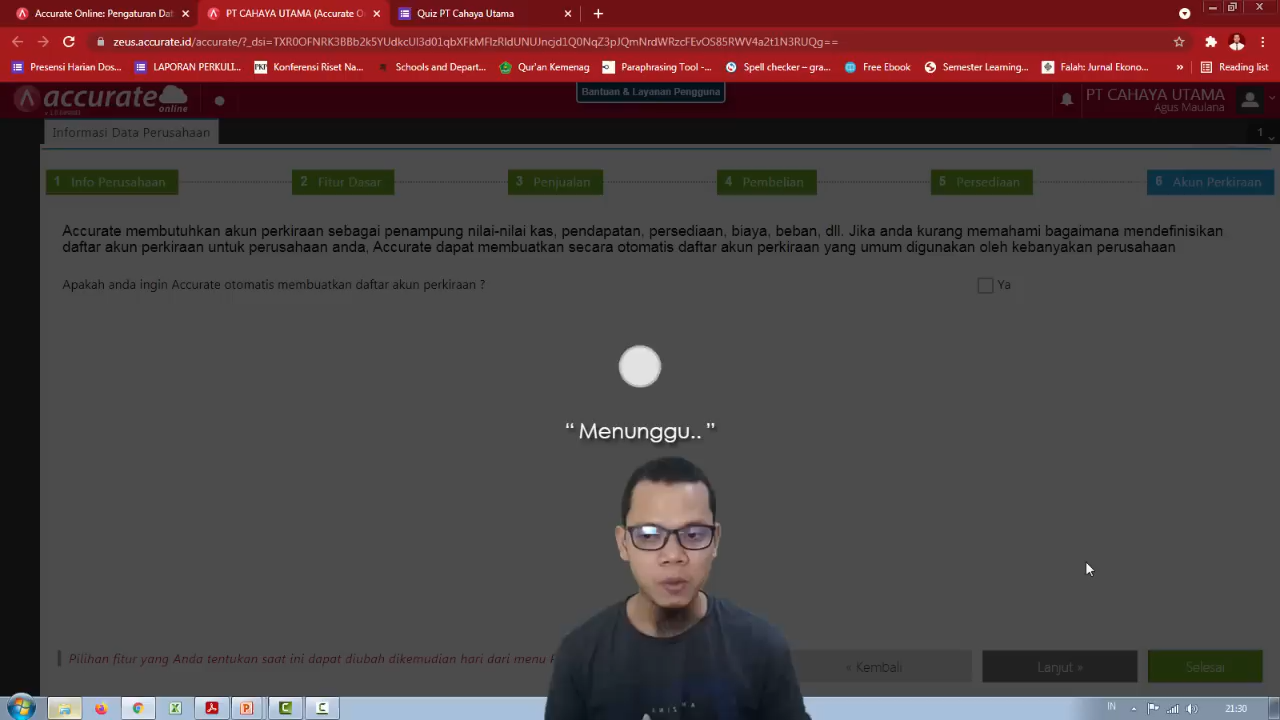 Accurate Online: Pengaturan Dat
PT CAHAYA UTAMA (Accurate O
Quiz PT Cahaya Utama
zeus.accurate.id/accurate/?_dsi=TXR0OFNRK3BBb2k5YUdkcUl3d01qbXFkMFlzRldUNUJncjd1Q0NqZ3pJQmNrdWRzcFEvOS85RWV4a2t1N3RUQg==
Presensi Harian Dos...
LAPORAN PERKULI...
Konferensi Riset Na...
Schools and Depart...
Qur'an Kemenag
Paraphrasing Tool -...
Spell checker – gra...
Free Ebook
Semester Learning...
Falah: Jurnal Ekono...
Reading list
accurate online
Bantuan & Layanan Pengguna
PT CAHAYA UTAMA
Agus Maulana
Informasi Data Perusahaan
1
1 Info Perusahaan
2 Fitur Dasar
3 Penjualan
4 Pembelian
5 Persediaan
6 Akun Perkiraan
Accurate membutuhkan akun perkiraan sebagai penampung nilai-nilai kas, pendapatan, persediaan, biaya, beban, dll. Jika anda kurang memahami bagaimana mendefinisikan
daftar akun perkiraan untuk perusahaan anda, Accurate dapat membuatkan secara otomatis daftar akun perkiraan yang umum digunakan oleh kebanyakan perusahaan
Apakah anda ingin Accurate otomatis membuatkan daftar akun perkiraan ?
Ya
“ Menunggu.. ”
Pilihan fitur yang Anda tentukan saat ini dapat diubah dikemudian hari dari menu
« Kembali
Lanjut »
Selesai
IN
21:30